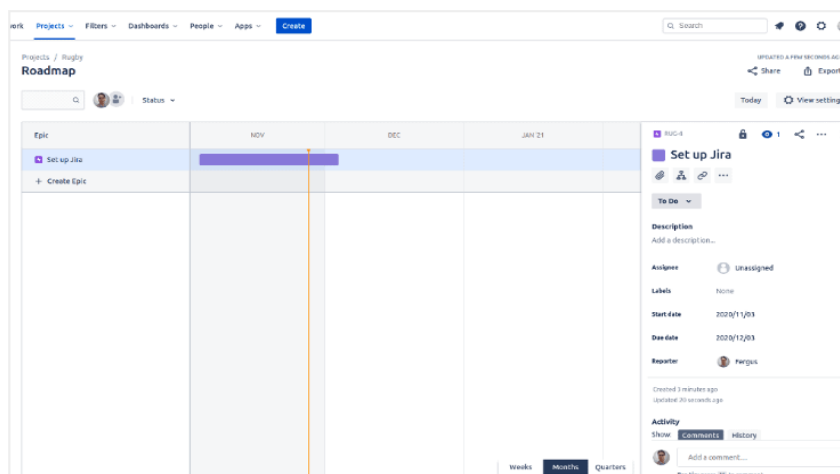 Projects Filters Dashboards People Apps Create Search
Projects / Rugby
UPDATED A FEW SECONDS
Roadmap
Share Export
Status
Today View setting
Epic NOV DEC JAN '21
Set up Jira
+ Create Epic
RUG-4 1
Set up Jira
To Do
Description
Add a description...
Assignee Unassigned
Labels None
Start date 2020/11/03
Due date 2020/12/03
Reporter Fergus
Created 3 minutes ago
Updated 20 seconds ago
Activity
Show: Comments History
Add a comment...
Weeks Months Quarters